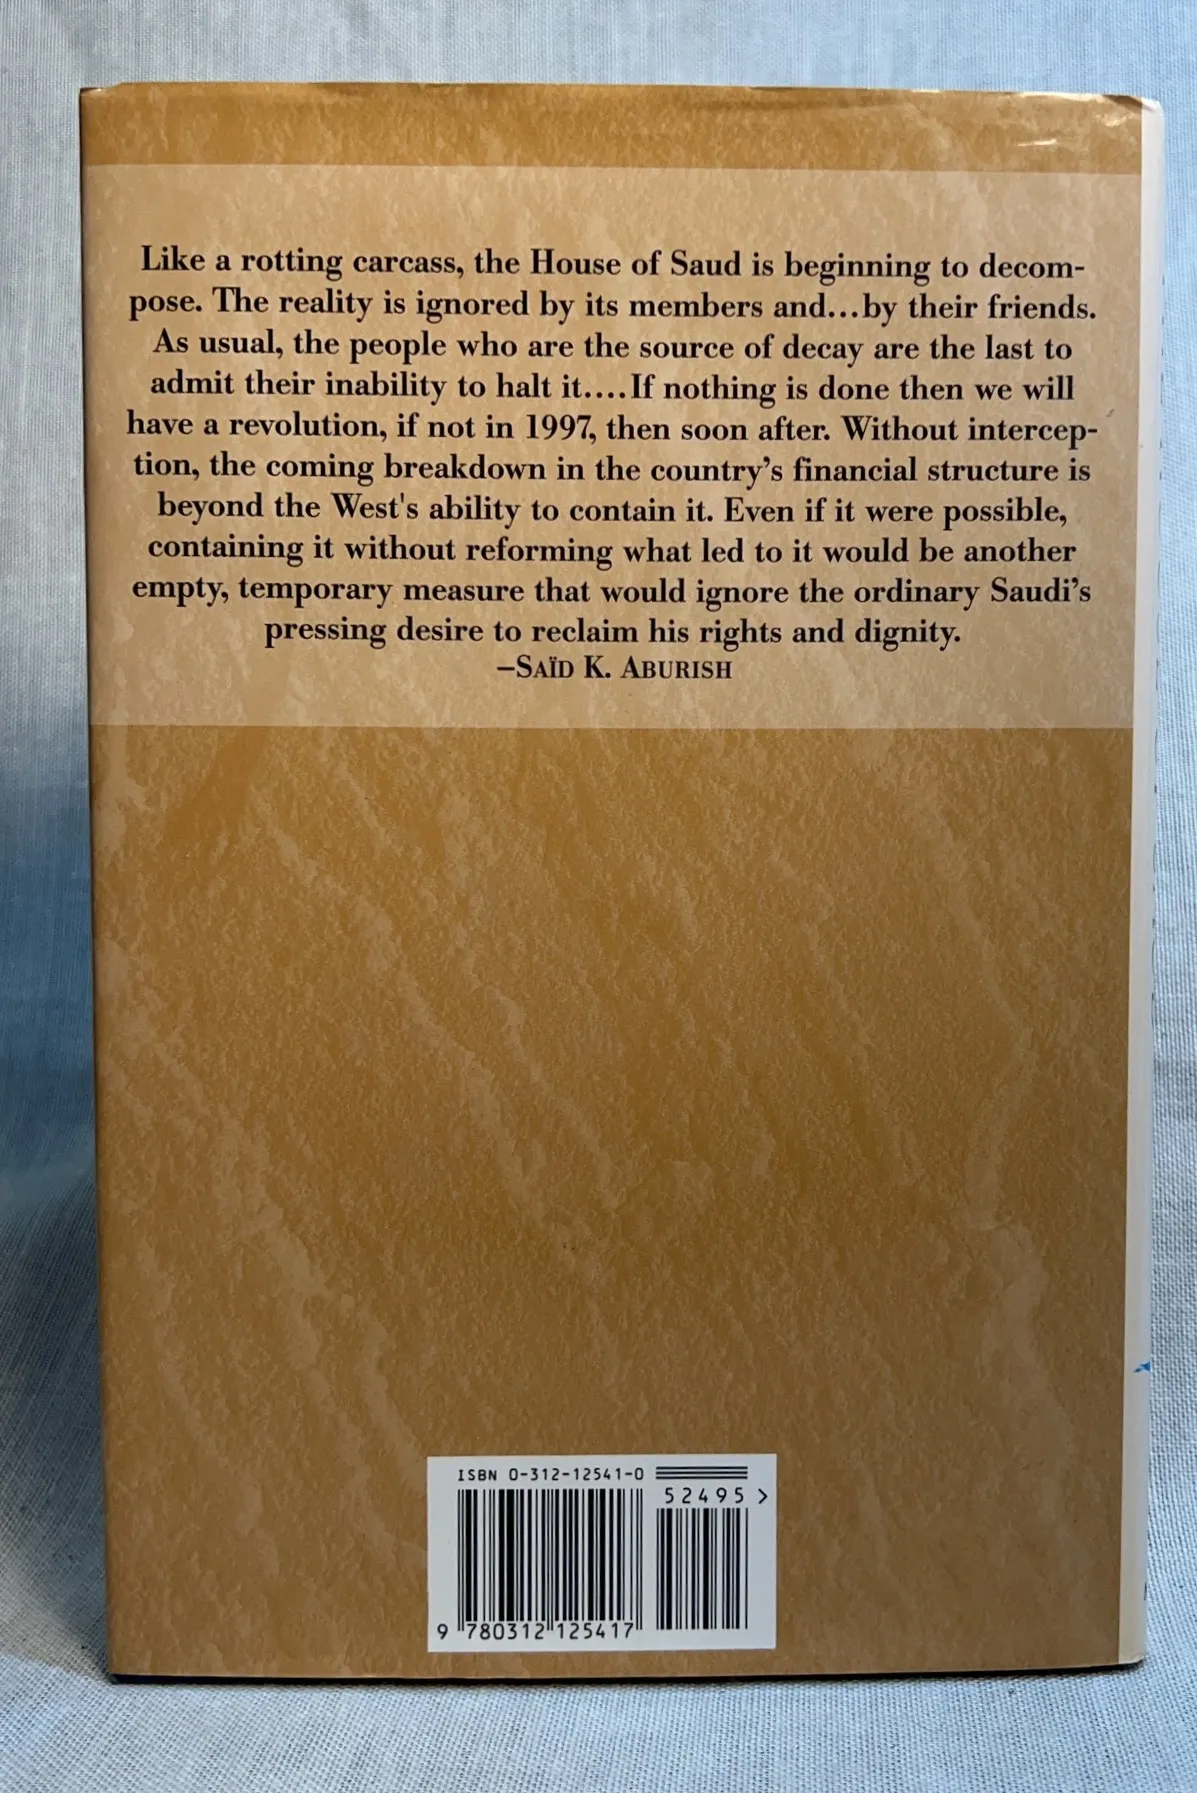 Like a rotting carcass, the House of Saud is beginning to decom-
pose. The reality is ignored by its members and...by their friends.
As usual, the people who are the source of decay are the last to
admit their inability to halt it....If nothing is done then we will
have a revolution, if not in 1997, then soon after. Without intercep-
tion, the coming breakdown in the country's financial structure is
beyond the West's ability to contain it. Even if it were possible,
containing it without reforming what led to it would be another
empty, temporary measure that would ignore the ordinary Saudi's
pressing desire to reclaim his rights and dignity.
–SAÏD K. ABURISH
ISBN 0-312-12541-0
52495>
9 780312 125417